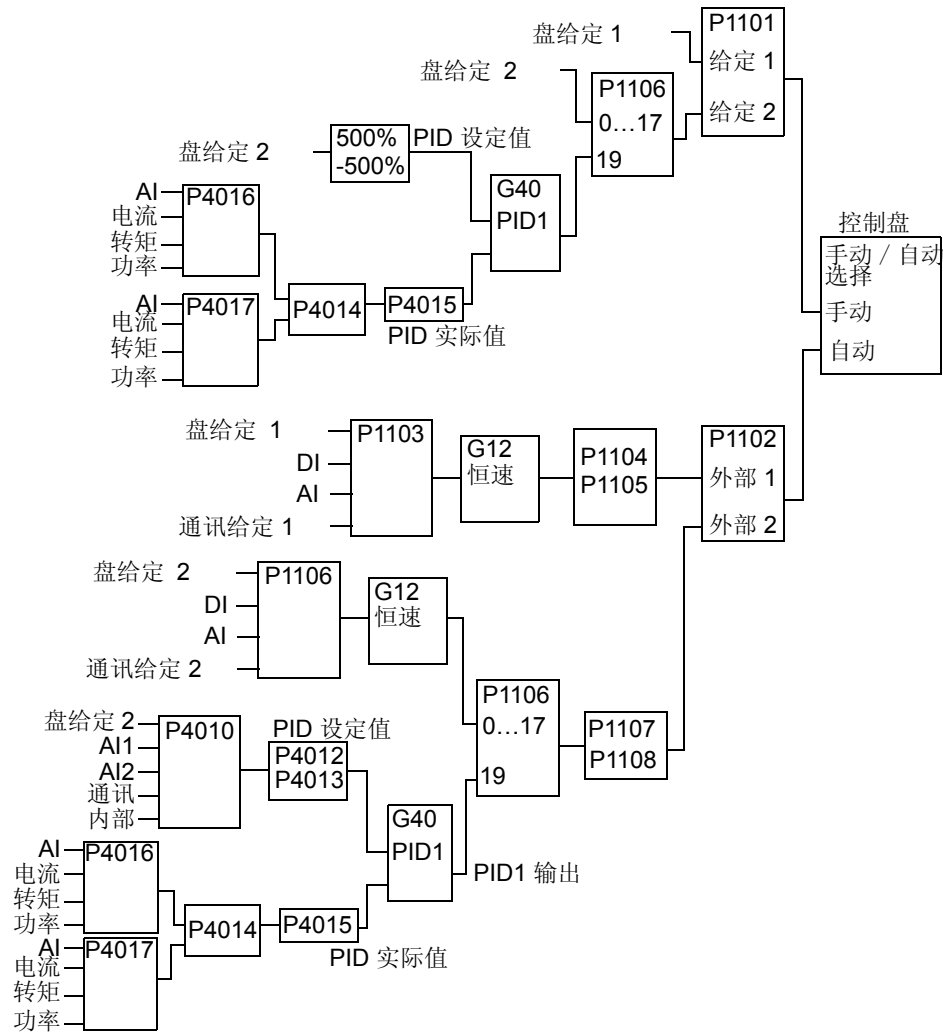 盘给定 1
P1101
给定 1
给定 2
盘给定 2
P1106
0…17
19
盘给定 2
500%
-500%
PID 设定值
G40
PID1
AI
电流
转矩
功率
P4016
AI
电流
转矩
功率
P4017
P4014
P4015
PID 实际值
控制盘
手动 / 自动
选择
手动
自动
盘给定 1
DI
AI
通讯给定 1
P1103
G12
恒速
P1104
P1105
P1102
外部 1
外部 2
盘给定 2
DI
AI
通讯给定 2
P1106
G12
恒速
P1106
0…17
19
P1107
P1108
盘给定 2
AI1
AI2
通讯
内部
P4010
PID 设定值
P4012
P4013
G40
PID1
PID1 输出
AI
电流
转矩
功率
P4016
AI
电流
转矩
功率
P4017
P4014
P4015
PID 实际值